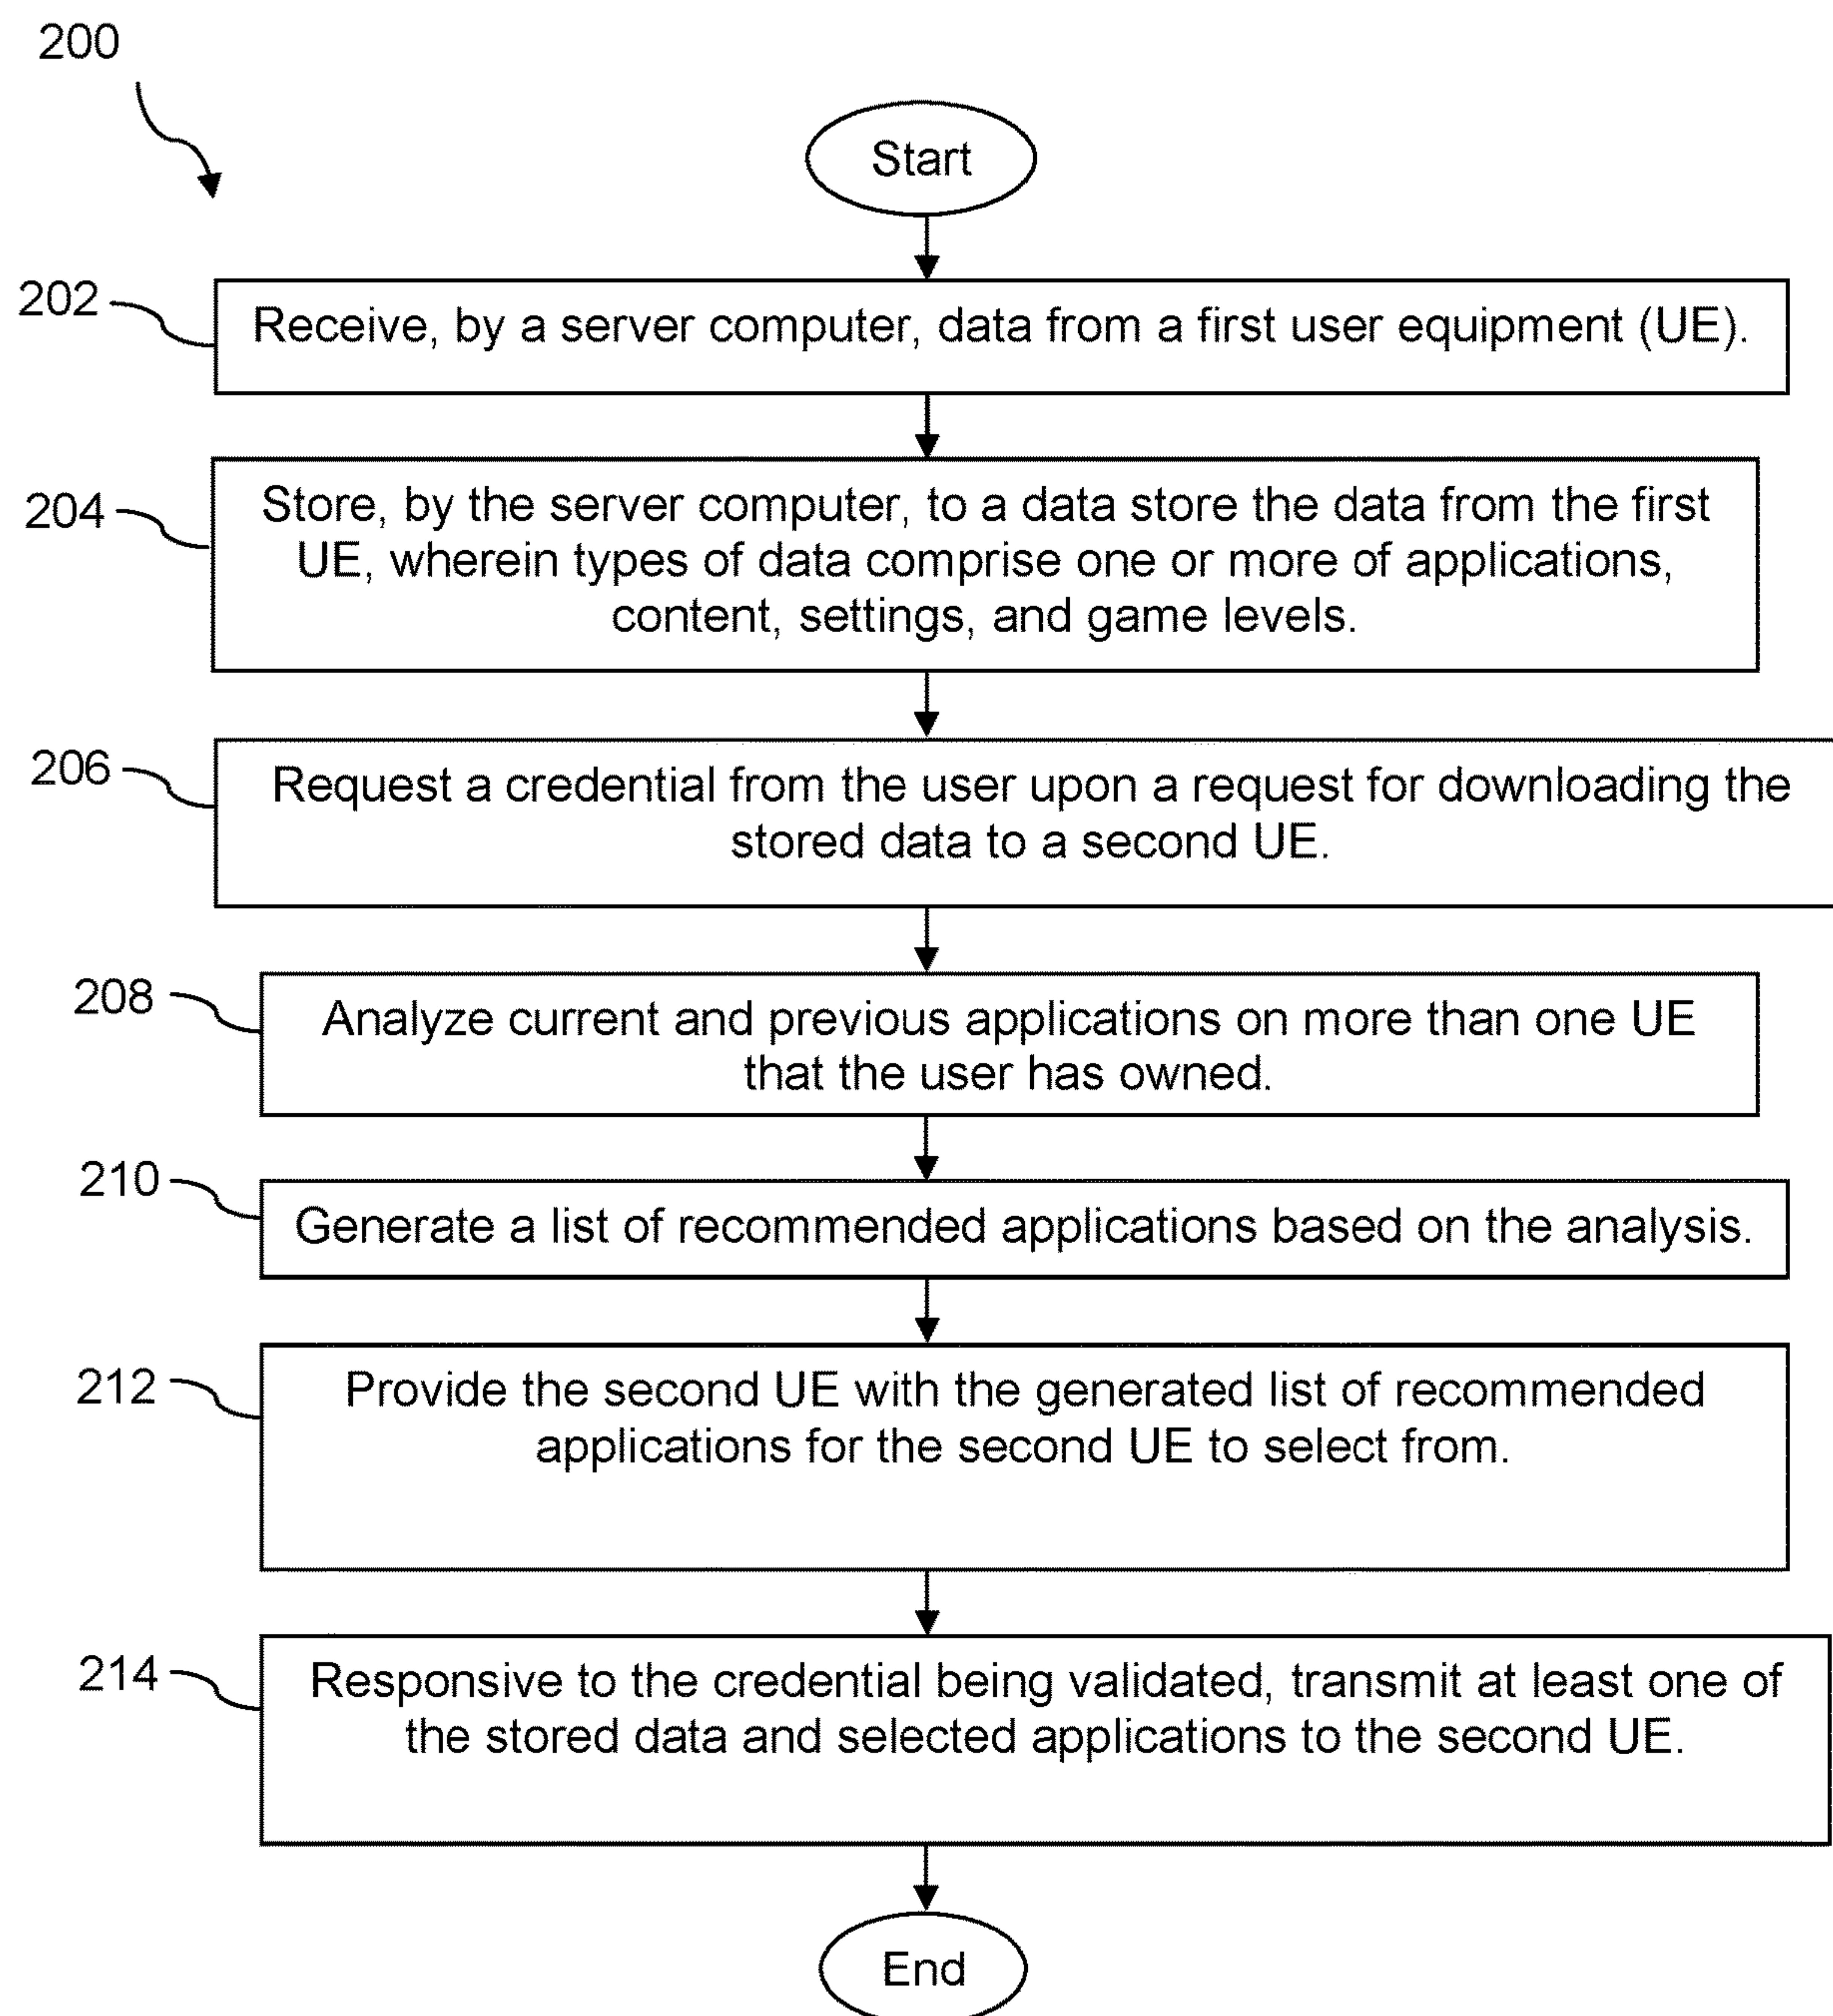 200
Start
202
Receive, by a server computer, data from a first user equipment (UE).
204
Store, by the server computer, to a data store the data from the first
UE, wherein types of data comprise one or more of applications,
content, settings, and game levels.
206
Request a credential from the user upon a request for downloading the
stored data to a second UE.
208
Analyze current and previous applications on more than one UE
that the user has owned.
210
Generate a list of recommended applications based on the analysis.
212
Provide the second UE with the generated list of recommended
applications for the second UE to select from.
214
Responsive to the credential being validated, transmit at least one of
the stored data and selected applications to the second UE.
End